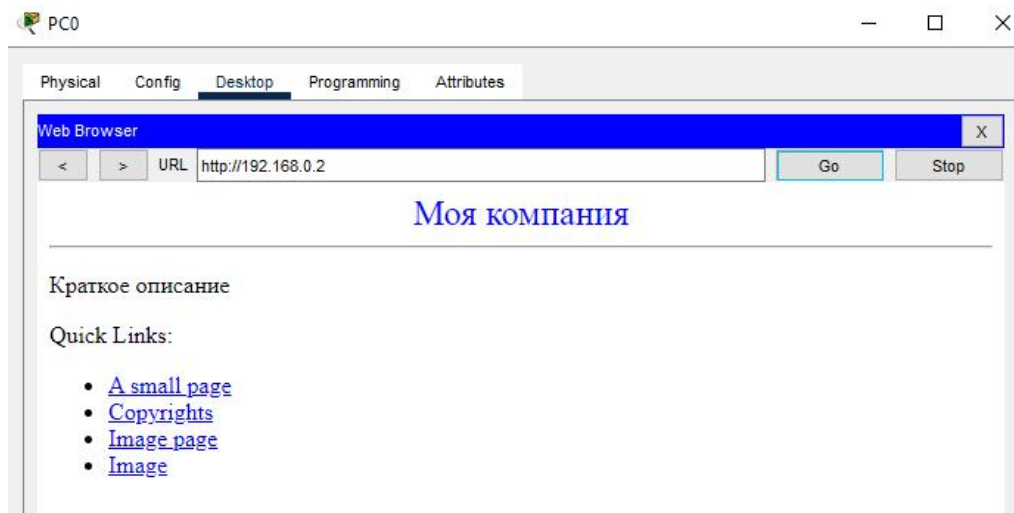 PC0
Physical Config Desktop Programming Attributes
Web Browser X
< > URL http://192.168.0.2 Go Stop
Моя компания
Краткое описание
Quick Links:
• A small page
• Copyrights
• Image page
• Image